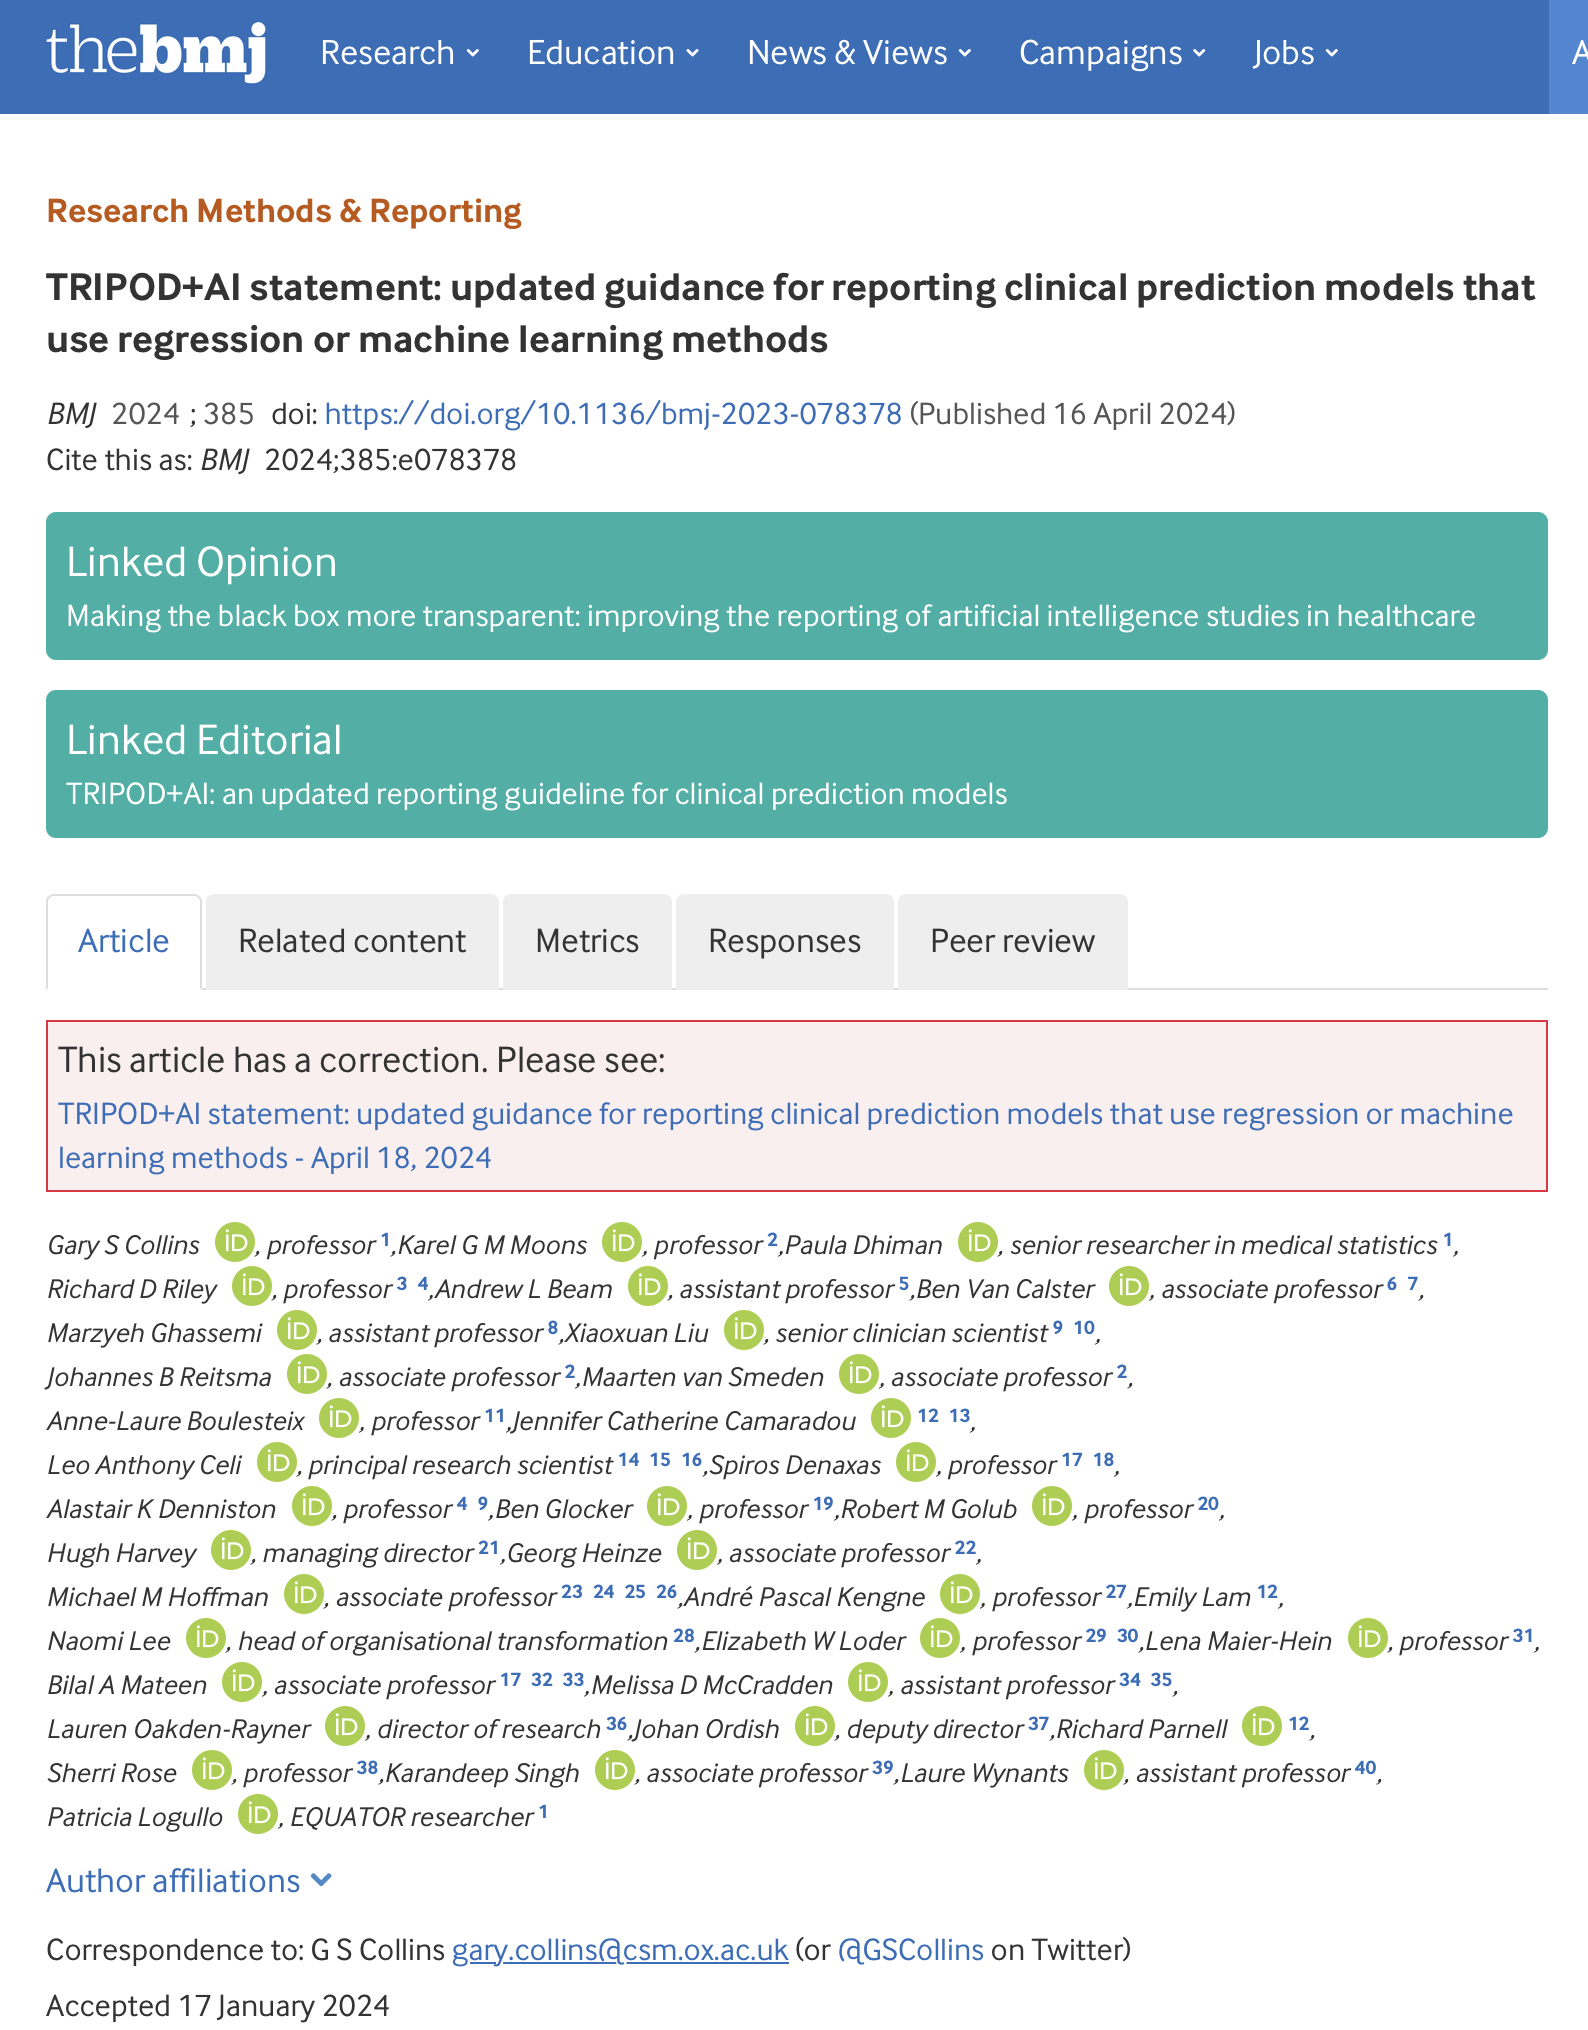 thebmj Research Education News & Views Campaigns Jobs
Research Methods & Reporting
TRIPOD+AI statement: updated guidance for reporting clinical prediction models that
use regression or machine learning methods
BMJ 2024 ; 385 doi: https://doi.org/10.1136/bmj-2023-078378 (Published 16 April 2024)
Cite this as: BMJ 2024;385:e078378
Linked Opinion
Making the black box more transparent: improving the reporting of artificial intelligence studies in healthcare
Linked Editorial
TRIPOD+AI: an updated reporting guideline for clinical prediction models
Article Related content Metrics Responses Peer review
This article has a correction. Please see:
TRIPOD+AI statement: updated guidance for reporting clinical prediction models that use regression or machine
learning methods - April 18, 2024
Gary S Collins iD, professor 1,Karel G M Moons iD, professor 2,Paula Dhiman iD, senior researcher in medical statistics 1,
Richard D Riley iD, professor 3 4,Andrew L Beam iD, assistant professor 5,Ben Van Calster iD, associate professor 6 7,
Marzyeh Ghassemi iD, assistant professor 8,Xiaoxuan Liu iD, senior clinician scientist 9 10,
Johannes B Reitsma iD, associate professor 2,Maarten van Smeden iD, associate professor 2,
Anne-Laure Boulesteix iD, professor 11,Jennifer Catherine Camaradou iD 12 13,
Leo Anthony Celi iD, principal research scientist 14 15 16,Spiros Denaxas iD, professor 17 18,
Alastair K Denniston iD, professor 4 9,Ben Glocker iD, professor 19,Robert M Golub iD, professor 20,
Hugh Harvey iD, managing director 21,Georg Heinze iD, associate professor 22,
Michael M Hoffman iD, associate professor 23 24 25 26,André Pascal Kengne iD, professor 27,Emily Lam 12,
Naomi Lee iD, head of organisational transformation 28,Elizabeth W Loder iD, professor 29 30,Lena Maier-Hein iD, professor 31,
Bilal A Mateen iD, associate professor 17 32 33,Melissa D McCradden iD, assistant professor 34 35,
Lauren Oakden-Rayner iD, director of research 36,Johan Ordish iD, deputy director 37,Richard Parnell iD 12,
Sherri Rose iD, professor 38,Karandeep Singh iD, associate professor 39,Laure Wynants iD, assistant professor 40,
Patricia Logullo iD, EQUATOR researcher 1
Author affiliations
Correspondence to: G S Collins gary.collins@csm.ox.ac.uk (or @GSCollins on Twitter)
Accepted 17 January 2024